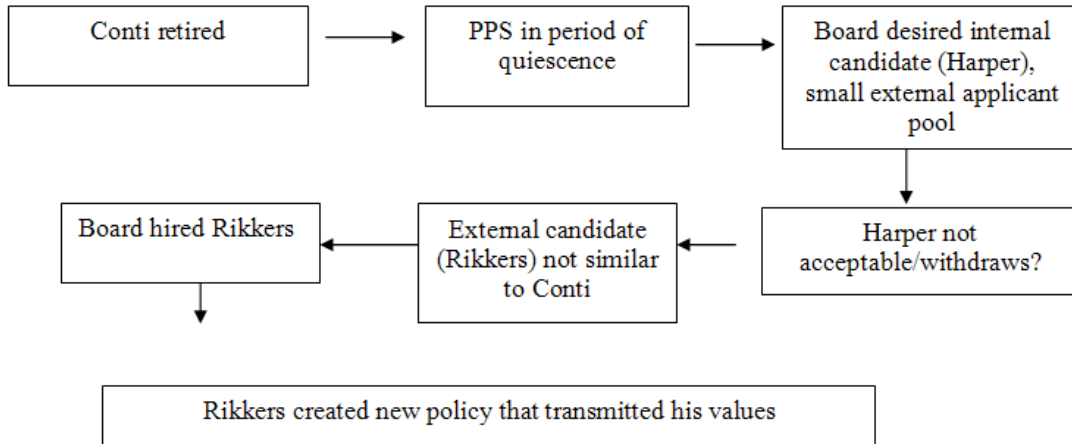 Conti retired
PPS in period of
quiescence
Board desired internal
candidate (Harper),
small external applicant
pool
Harper not
acceptable/withdraws?
External candidate
(Rikkers) not similar
to Conti
Board hired Rikkers
Rikkers created new policy that transmitted his values